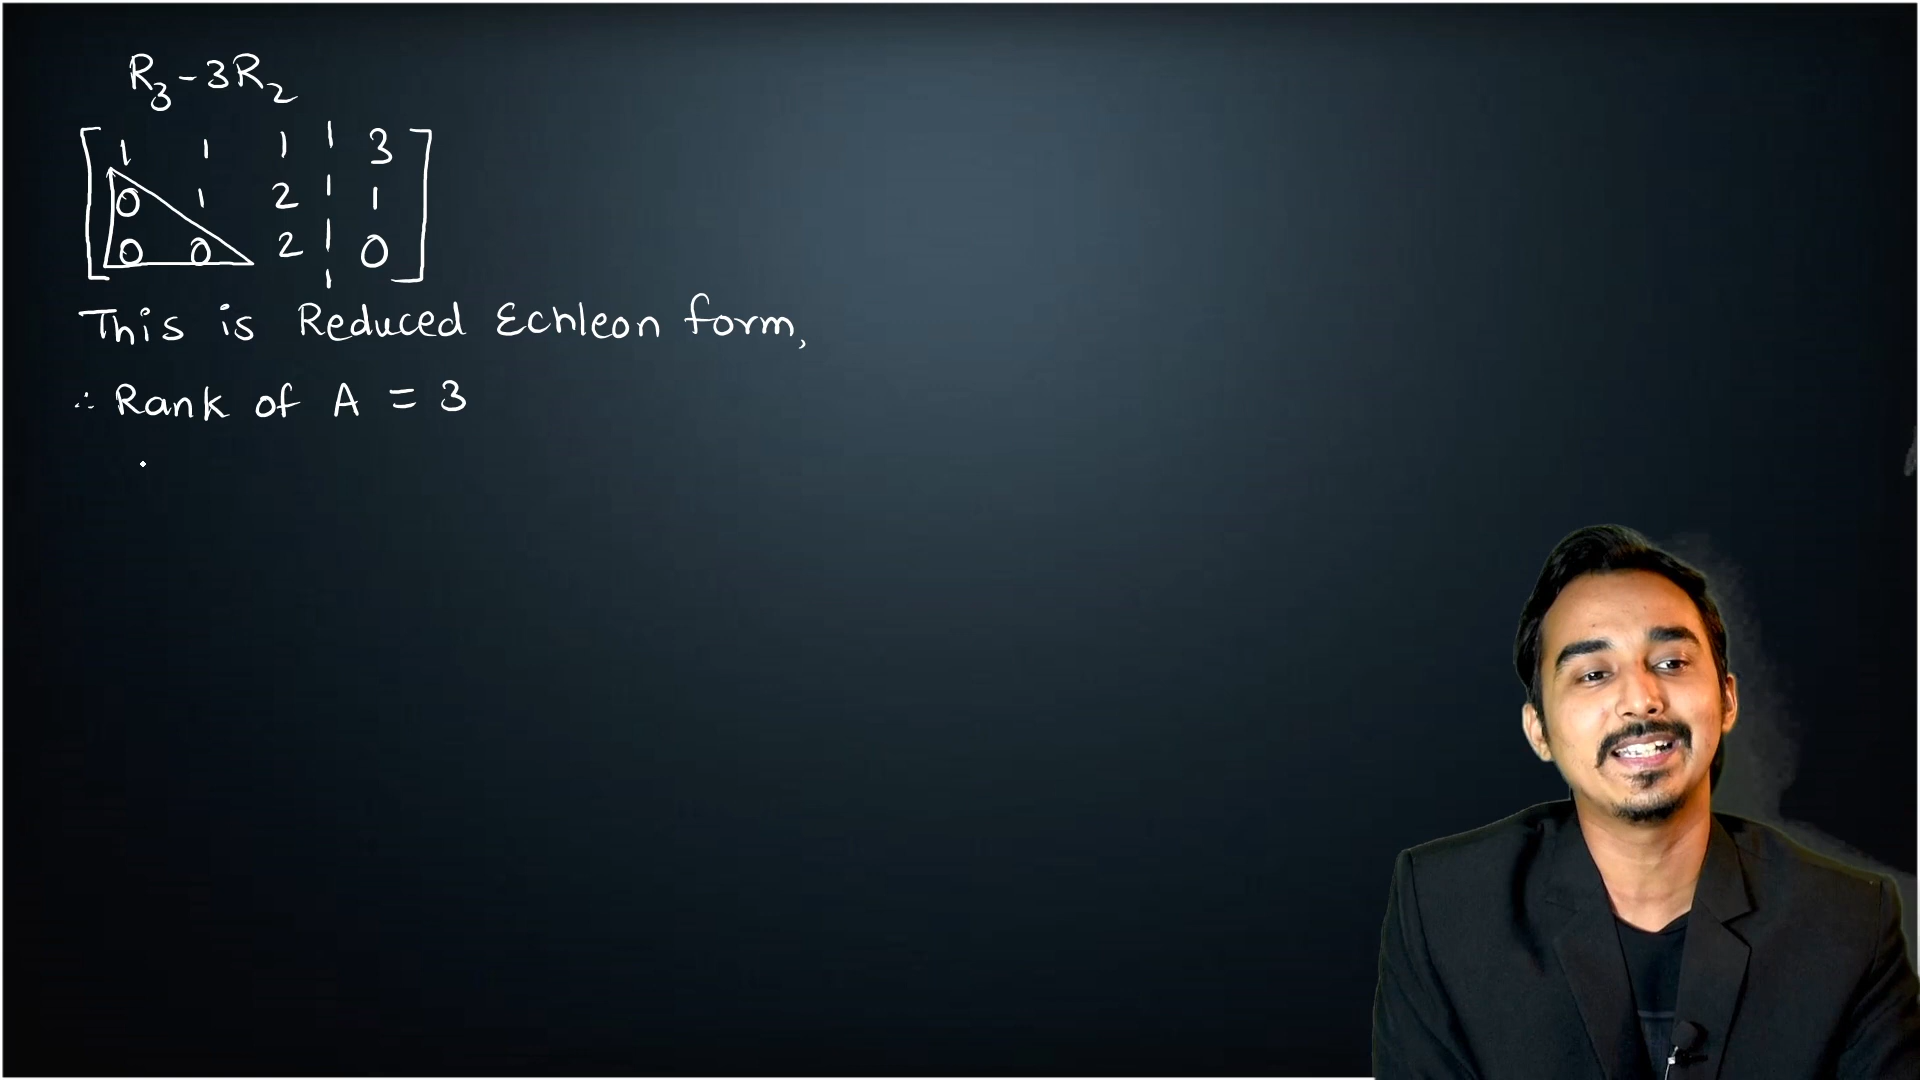 R₃-3R₂
1 1 1 ¦ 3
0 1 2 ¦ 1
0 0 2 ¦ 0
This is Reduced Echleon form,
∴ Rank of A = 3